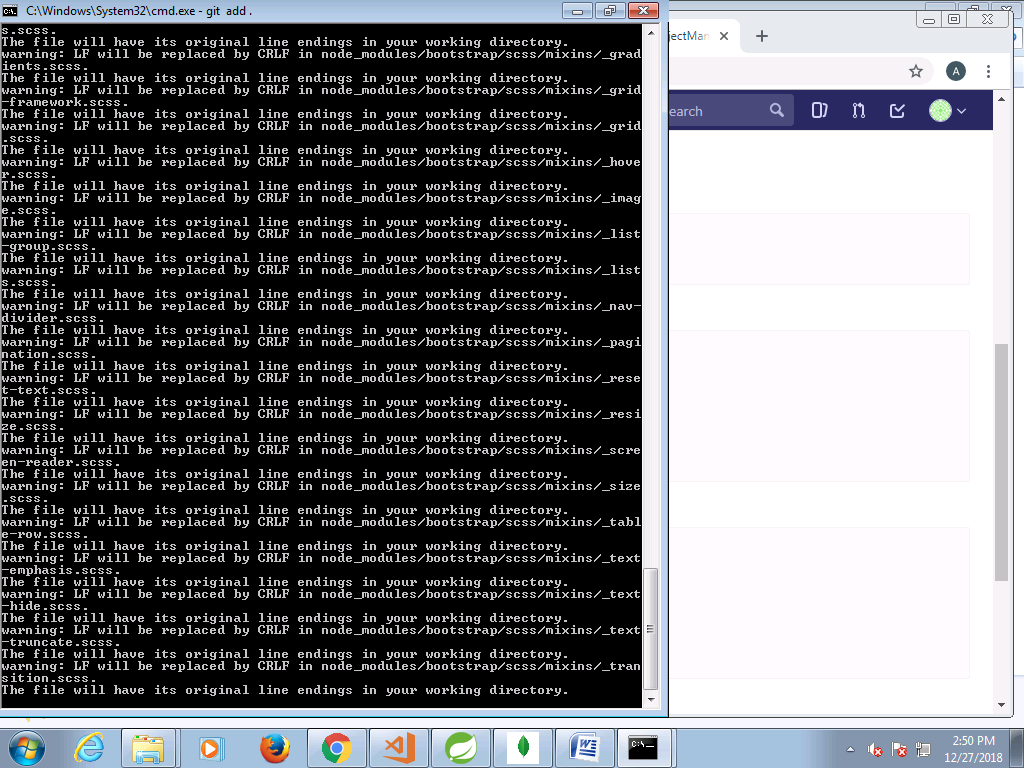 C:\Windows\System32\cmd.exe - git add .
s.scss.
The file will have its original line endings in your working directory.
warning: LF will be replaced by CRLF in node_modules/bootstrap/scss/mixins/_grad
ients.scss.
The file will have its original line endings in your working directory.
warning: LF will be replaced by CRLF in node_modules/bootstrap/scss/mixins/_grid
-framework.scss.
The file will have its original line endings in your working directory.
warning: LF will be replaced by CRLF in node_modules/bootstrap/scss/mixins/_grid
.scss.
The file will have its original line endings in your working directory.
warning: LF will be replaced by CRLF in node_modules/bootstrap/scss/mixins/_hove
r.scss.
The file will have its original line endings in your working directory.
warning: LF will be replaced by CRLF in node_modules/bootstrap/scss/mixins/_imag
e.scss.
The file will have its original line endings in your working directory.
warning: LF will be replaced by CRLF in node_modules/bootstrap/scss/mixins/_list
-group.scss.
The file will have its original line endings in your working directory.
warning: LF will be replaced by CRLF in node_modules/bootstrap/scss/mixins/_list
s.scss.
The file will have its original line endings in your working directory.
warning: LF will be replaced by CRLF in node_modules/bootstrap/scss/mixins/_nav-
divider.scss.
The file will have its original line endings in your working directory.
warning: LF will be replaced by CRLF in node_modules/bootstrap/scss/mixins/_pagi
nation.scss.
The file will have its original line endings in your working directory.
warning: LF will be replaced by CRLF in node_modules/bootstrap/scss/mixins/_rese
t-text.scss.
The file will have its original line endings in your working directory.
warning: LF will be replaced by CRLF in node_modules/bootstrap/scss/mixins/_resi
ze.scss.
The file will have its original line endings in your working directory.
warning: LF will be replaced by CRLF in node_modules/bootstrap/scss/mixins/_scre
en-reader.scss.
The file will have its original line endings in your working directory.
warning: LF will be replaced by CRLF in node_modules/bootstrap/scss/mixins/_size
.scss.
The file will have its original line endings in your working directory.
warning: LF will be replaced by CRLF in node_modules/bootstrap/scss/mixins/_tabl
e-row.scss.
The file will have its original line endings in your working directory.
warning: LF will be replaced by CRLF in node_modules/bootstrap/scss/mixins/_text
-emphasis.scss.
The file will have its original line endings in your working directory.
warning: LF will be replaced by CRLF in node_modules/bootstrap/scss/mixins/_text
-hide.scss.
The file will have its original line endings in your working directory.
warning: LF will be replaced by CRLF in node_modules/bootstrap/scss/mixins/_text
-truncate.scss.
The file will have its original line endings in your working directory.
warning: LF will be replaced by CRLF in node_modules/bootstrap/scss/mixins/_tran
sition.scss.
The file will have its original line endings in your working directory.
jectMan
A
earch
2:50 PM
12/27/2018